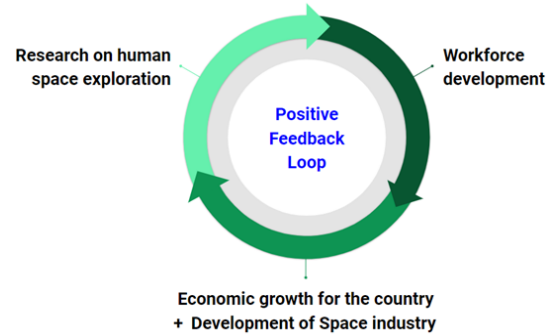 Research on human
space exploration
Workforce
development
Positive
Feedback
Loop
Economic growth for the country
+ Development of Space industry